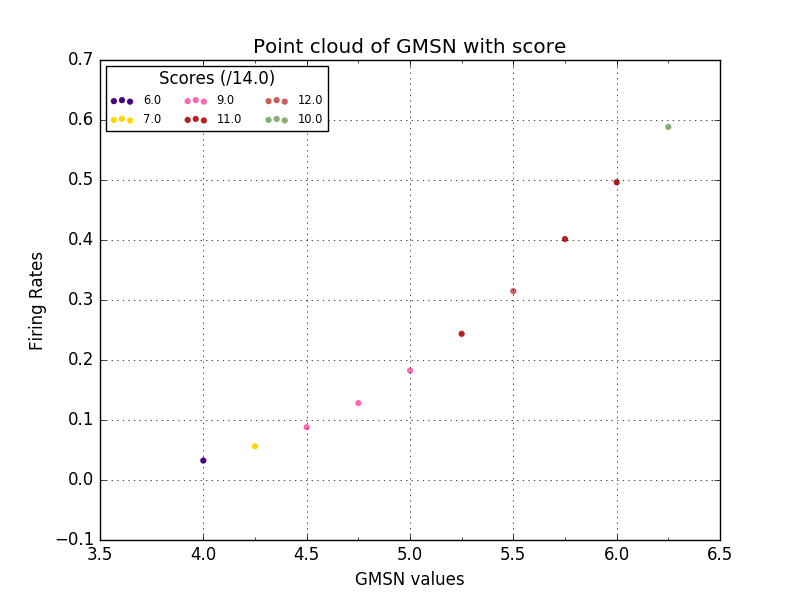 Point cloud of GMSN with score
0.7
Scores (/14.0)
6.0 9.0 12.0
7.0 11.0 10.0
0.6
0.5
0.4
0.3
0.2
0.1
0.0
−0.1
Firing Rates
3.5 4.0 4.5 5.0 5.5 6.0 6.5
GMSN values